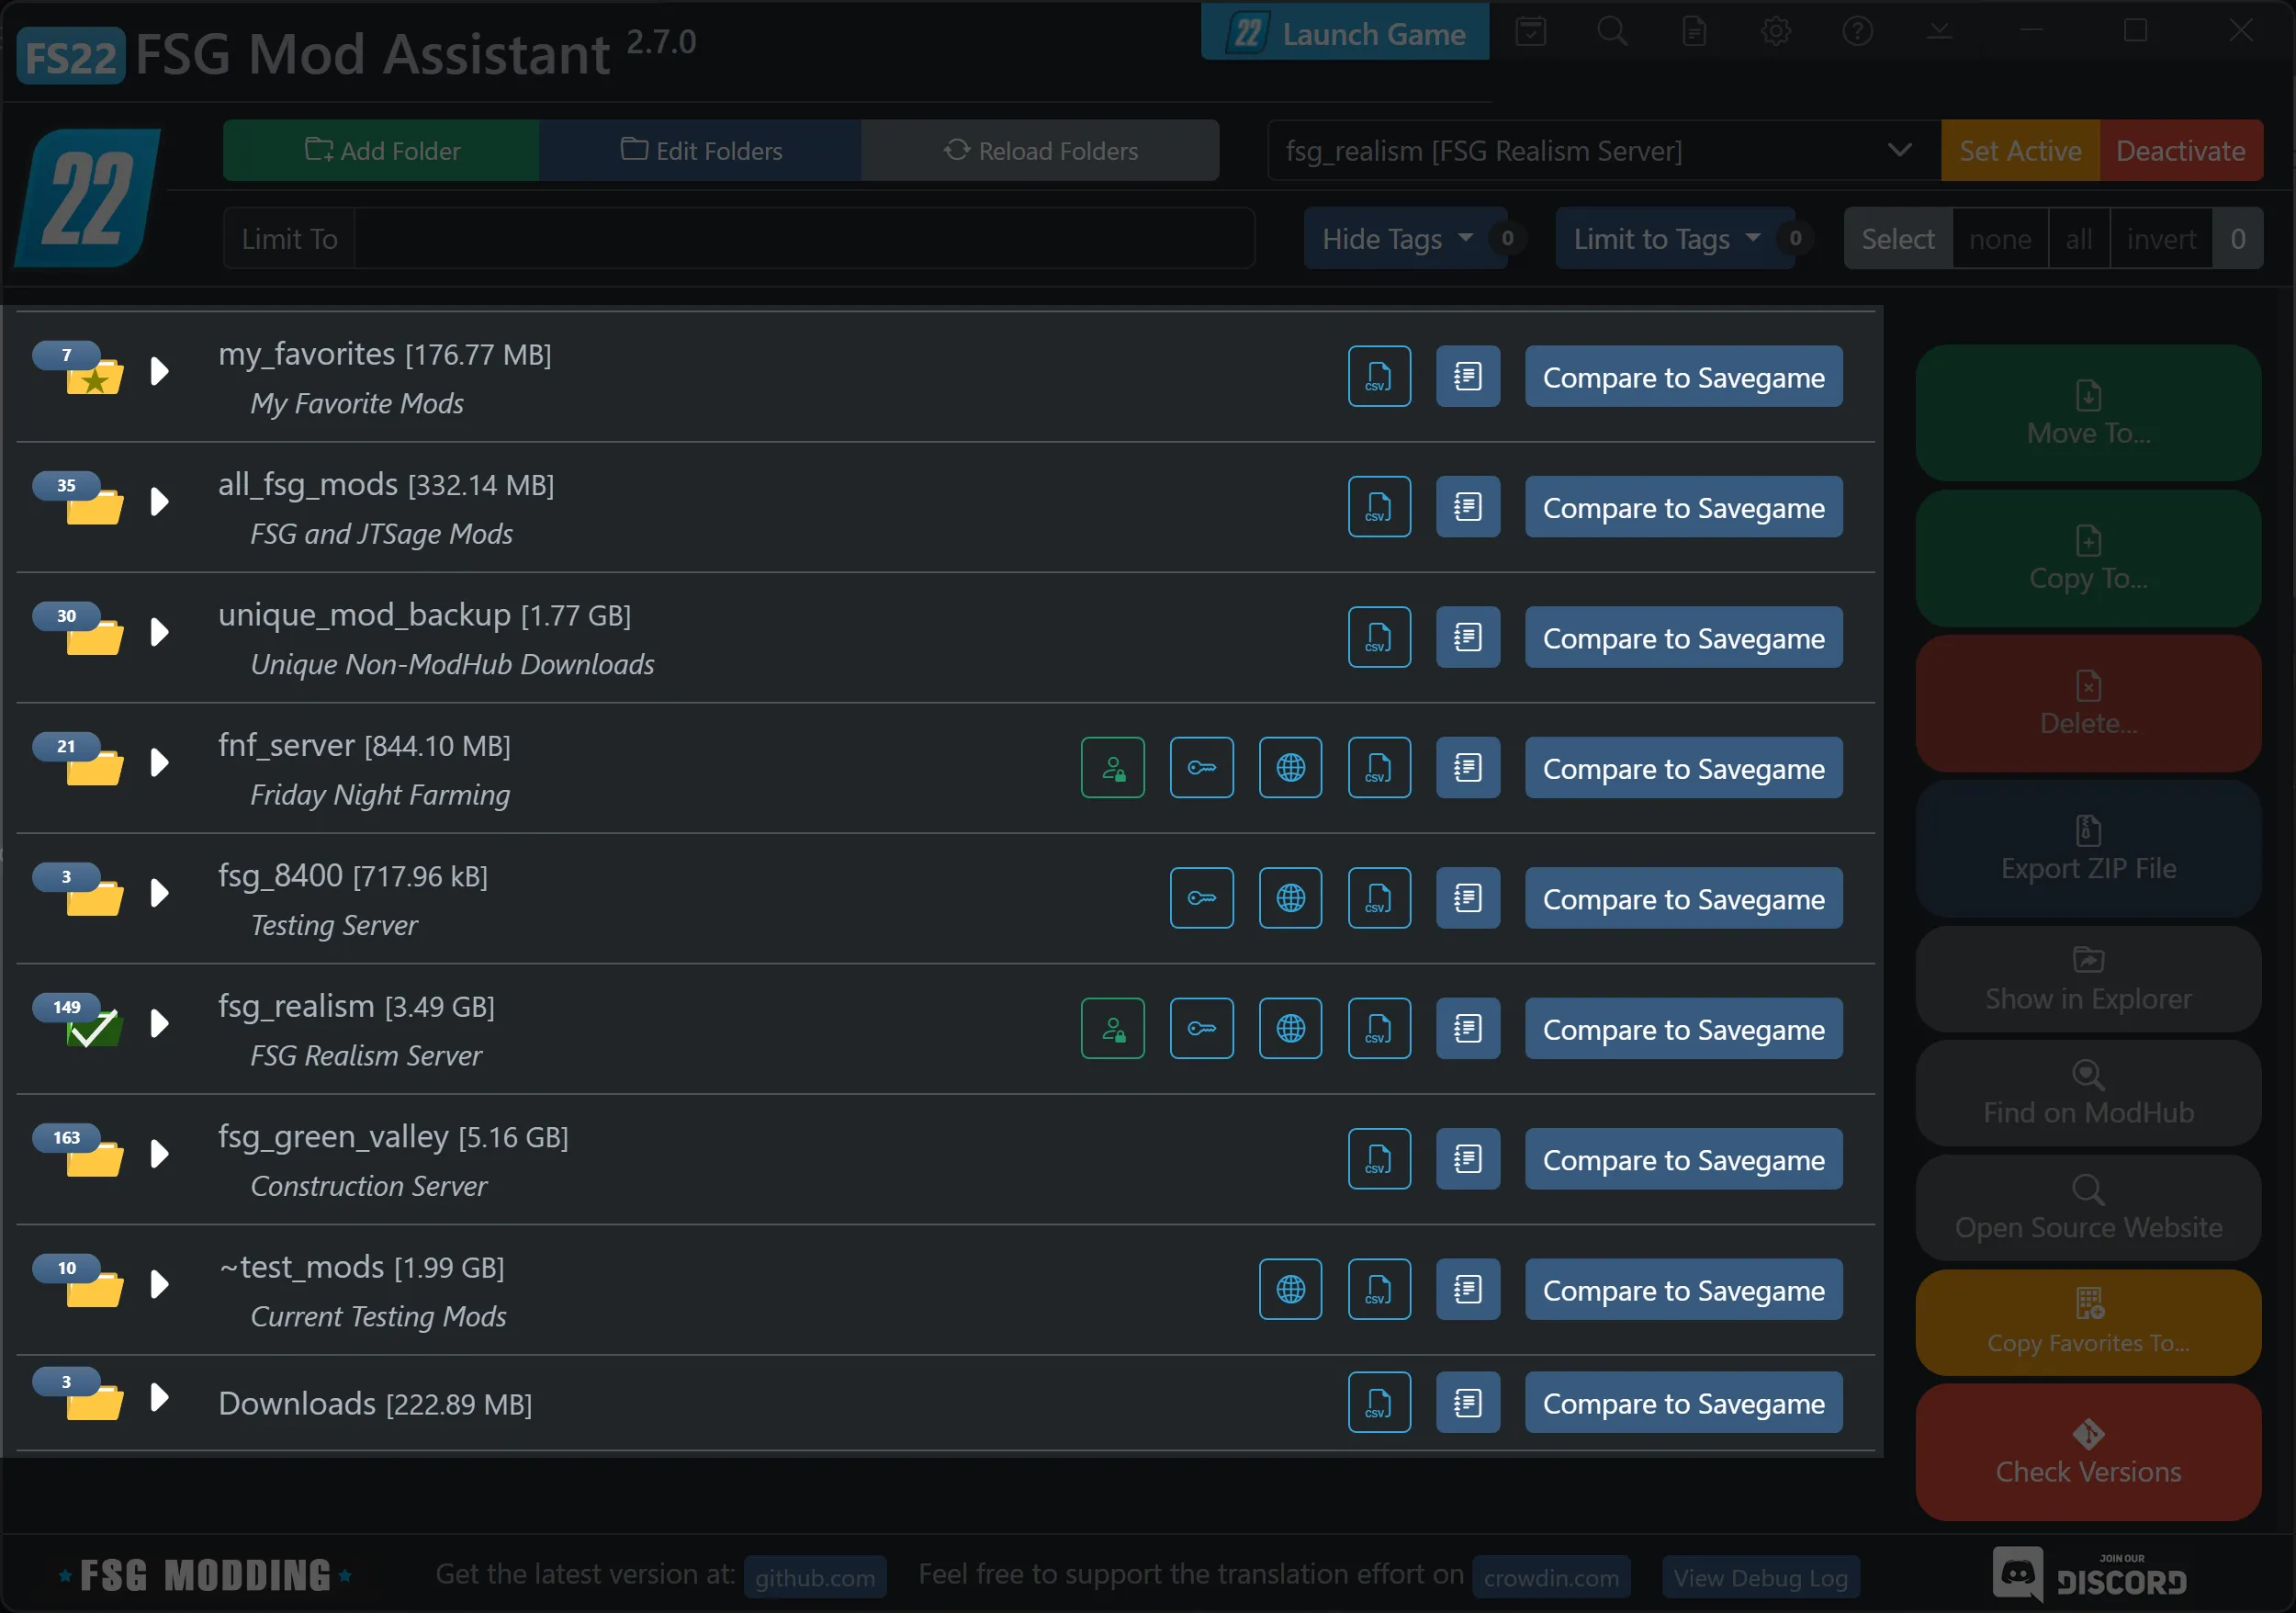 FS22 FSG Mod Assistant 2.7.0
22 Launch Game
22
Add Folder
Edit Folders
Reload Folders
fsg_realism [FSG Realism Server]
Set Active
Deactivate
Limit To
Hide Tags 0
Limit to Tags 0
Select none all invert 0
7
my_favorites [176.77 MB]
My Favorite Mods
CSV
Compare to Savegame
35
all_fsg_mods [332.14 MB]
FSG and JTSage Mods
CSV
Compare to Savegame
30
unique_mod_backup [1.77 GB]
Unique Non-ModHub Downloads
CSV
Compare to Savegame
21
fnf_server [844.10 MB]
Friday Night Farming
CSV
Compare to Savegame
3
fsg_8400 [717.96 kB]
Testing Server
CSV
Compare to Savegame
149
fsg_realism [3.49 GB]
FSG Realism Server
CSV
Compare to Savegame
163
fsg_green_valley [5.16 GB]
Construction Server
CSV
Compare to Savegame
10
~test_mods [1.99 GB]
Current Testing Mods
CSV
Compare to Savegame
3
Downloads [222.89 MB]
CSV
Compare to Savegame
Move To...
Copy To...
Delete...
Export ZIP File
Show in Explorer
Find on ModHub
Open Source Website
Copy Favorites To...
Check Versions
FSG MODDING
Get the latest version at: github.com
Feel free to support the translation effort on crowdin.com
View Debug Log
JOIN OUR
DISCORD